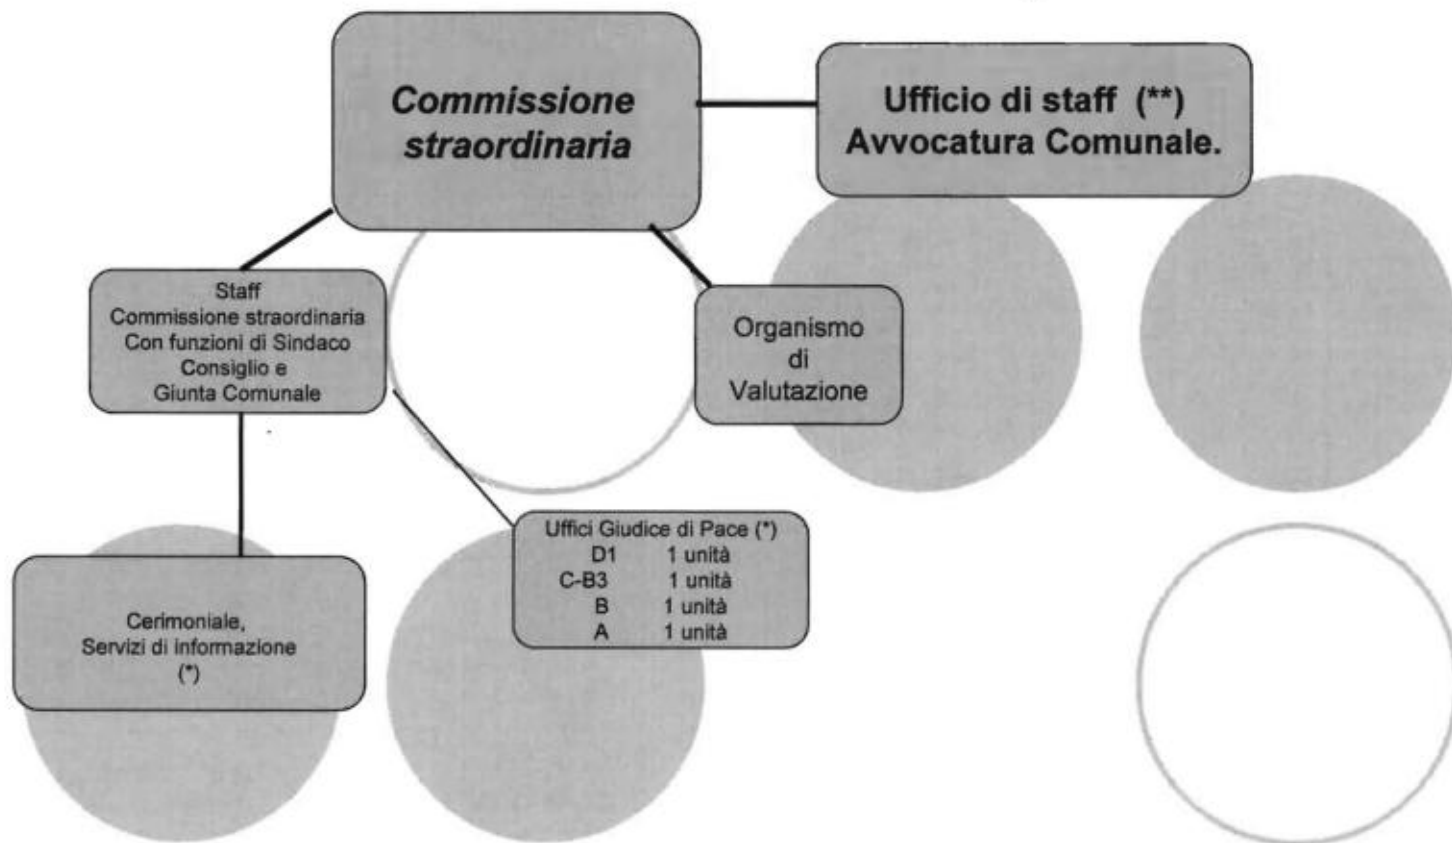 Commissione
straordinaria
Ufficio di staff (**)
Avvocatura Comunale.
Staff
Commissione straordinaria
Con funzioni di Sindaco
Consiglio e
Giunta Comunale
Organismo
di
Valutazione
Uffici Giudice di Pace (*)
D1 1 unità
C-B3 1 unità
B 1 unità
A 1 unità
Cerimoniale,
Servizi di informazione
(*)